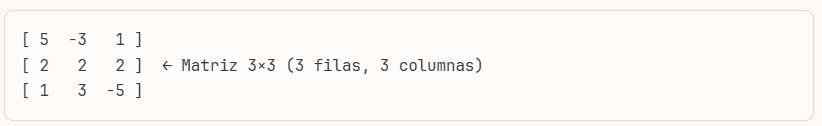 [ 5  -3   1 ]
[ 2   2   2 ]  ← Matriz 3×3 (3 filas, 3 columnas)
[ 1   3  -5 ]